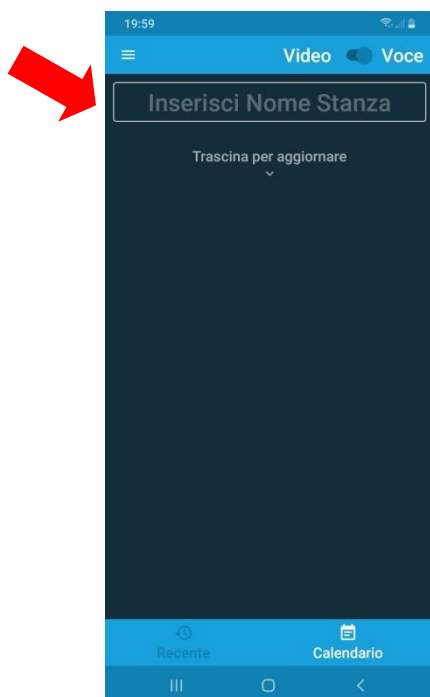 19:59
Video Voce
Inserisci Nome Stanza
Trascina per aggiornare
Recente Calendario